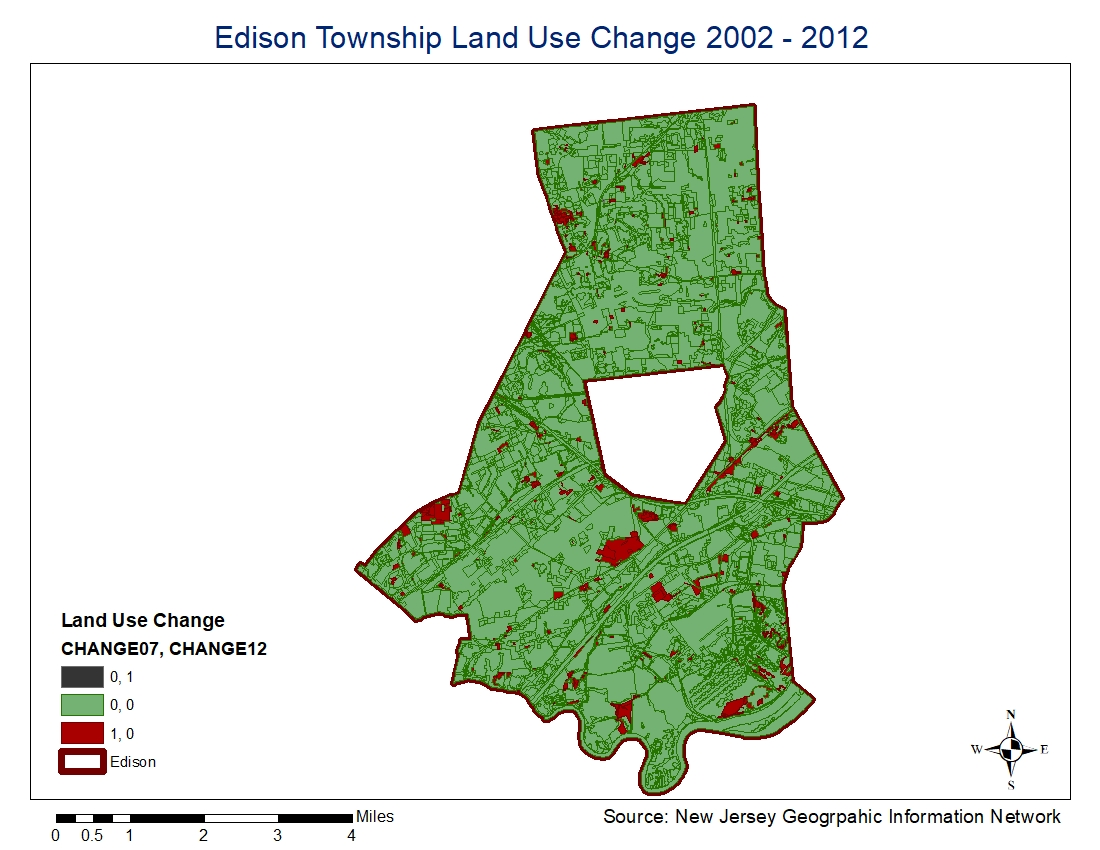 Edison Township Land Use Change 2002 - 2012
Land Use Change
CHANGE07, CHANGE12
0, 1
0, 0
1, 0
Edison
N
W E
S
Miles
0 0.5 1 2 3 4
Source: New Jersey Geogrpahic Information Network